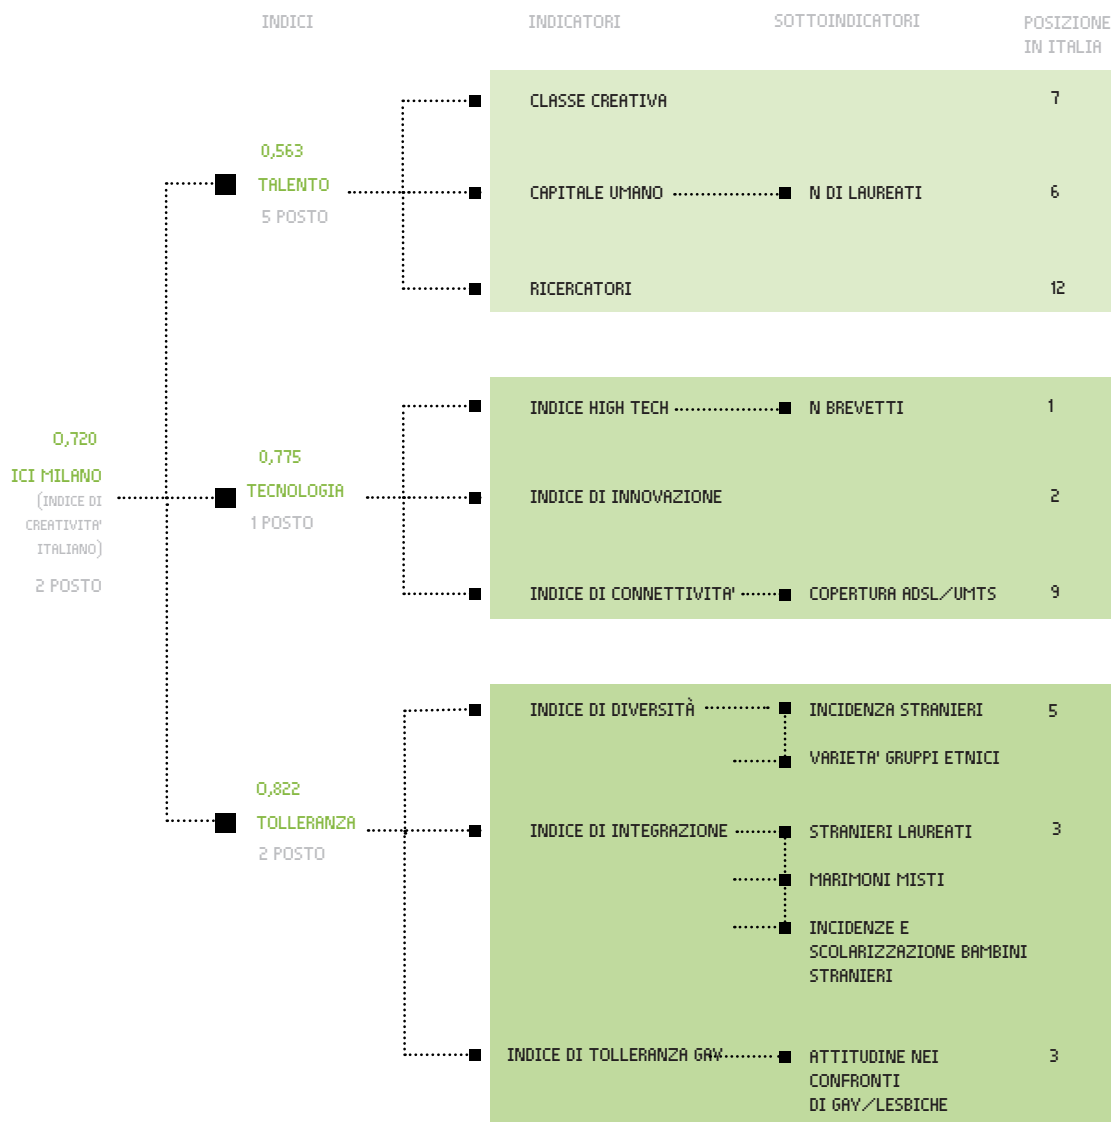 INDICI
INDICATORI
SOTTOINDICATORI
POSIZIONE
IN ITALIA
0,720
ICI MILANO
(INDICE DI
CREATIVITA'
ITALIANO)
2 POSTO
0,563
TALENTO
5 POSTO
CLASSE CREATIVA
7
CAPITALE UMANO
N DI LAUREATI
6
RICERCATORI
12
0,775
TECNOLOGIA
1 POSTO
INDICE HIGH TECH
N BREVETTI
1
INDICE DI INNOVAZIONE
2
INDICE DI CONNETTIVITA'
COPERTURA ADSL/UMTS
9
0,822
TOLLERANZA
2 POSTO
INDICE DI DIVERSITÀ
INCIDENZA STRANIERI
5
VARIETA' GRUPPI ETNICI
INDICE DI INTEGRAZIONE
STRANIERI LAUREATI
3
MARIMONI MISTI
INCIDENZE E
SCOLARIZZAZIONE BAMBINI
STRANIERI
INDICE DI TOLLERANZA GAY
ATTITUDINE NEI
CONFRONTI
DI GAY/LESBICHE
3